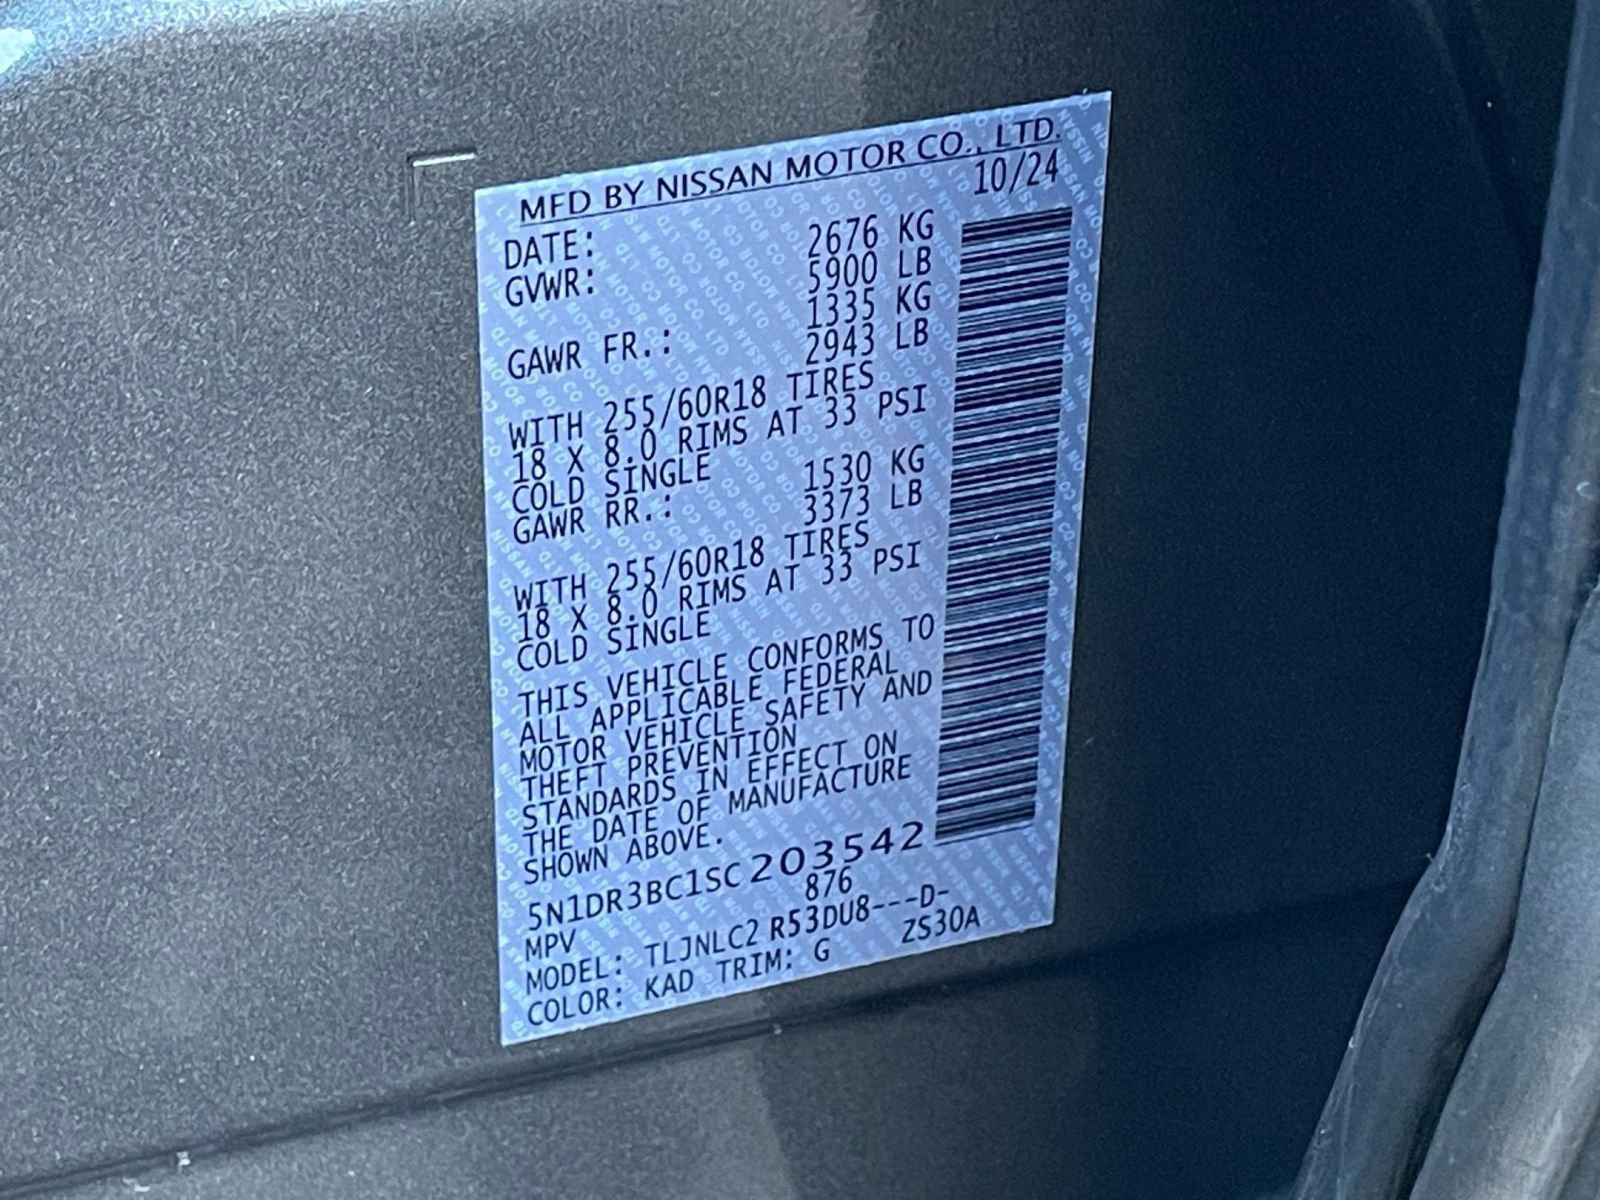 MFD BY NISSAN MOTOR CO., LTD.
DATE: 10/24
GVWR: 2676 KG
5900 LB
GAWR FR.: 1335 KG
2943 LB
WITH 255/60R18 TIRES
18 X 8.0 RIMS AT 33 PSI
COLD SINGLE
GAWR RR.: 1530 KG
3373 LB
WITH 255/60R18 TIRES
18 X 8.0 RIMS AT 33 PSI
COLD SINGLE
THIS VEHICLE CONFORMS TO
ALL APPLICABLE FEDERAL
MOTOR VEHICLE SAFETY AND
THEFT PREVENTION
STANDARDS IN EFFECT ON
THE DATE OF MANUFACTURE
SHOWN ABOVE.
5N1DR3BC1SC203542
MPV 876
MODEL: TLJNLC2 R53DU8---D-
COLOR: KAD TRIM: G ZS30A